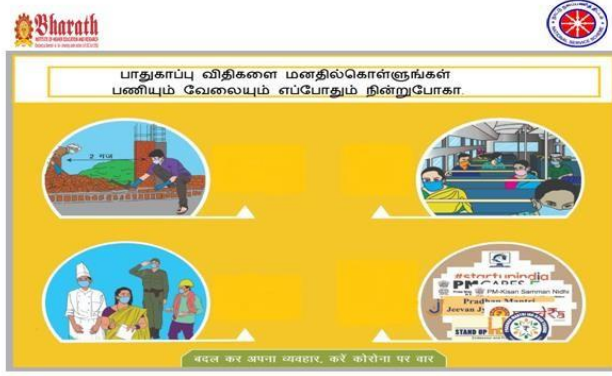 Bharath
பாதுகாப்பு விதிகளை மனதில்கொள்ளுங்கள்
பணியும் வேலையும் எப்போதும் நின்றுபோகா.
2 गज
#startupindia
PM CARES F
PM-Kisan Samman Nidhi
Pradhan Mantri
Jeevan Jy
STAND UP
बदल कर अपना व्यवहार, करें कोरोना पर वार